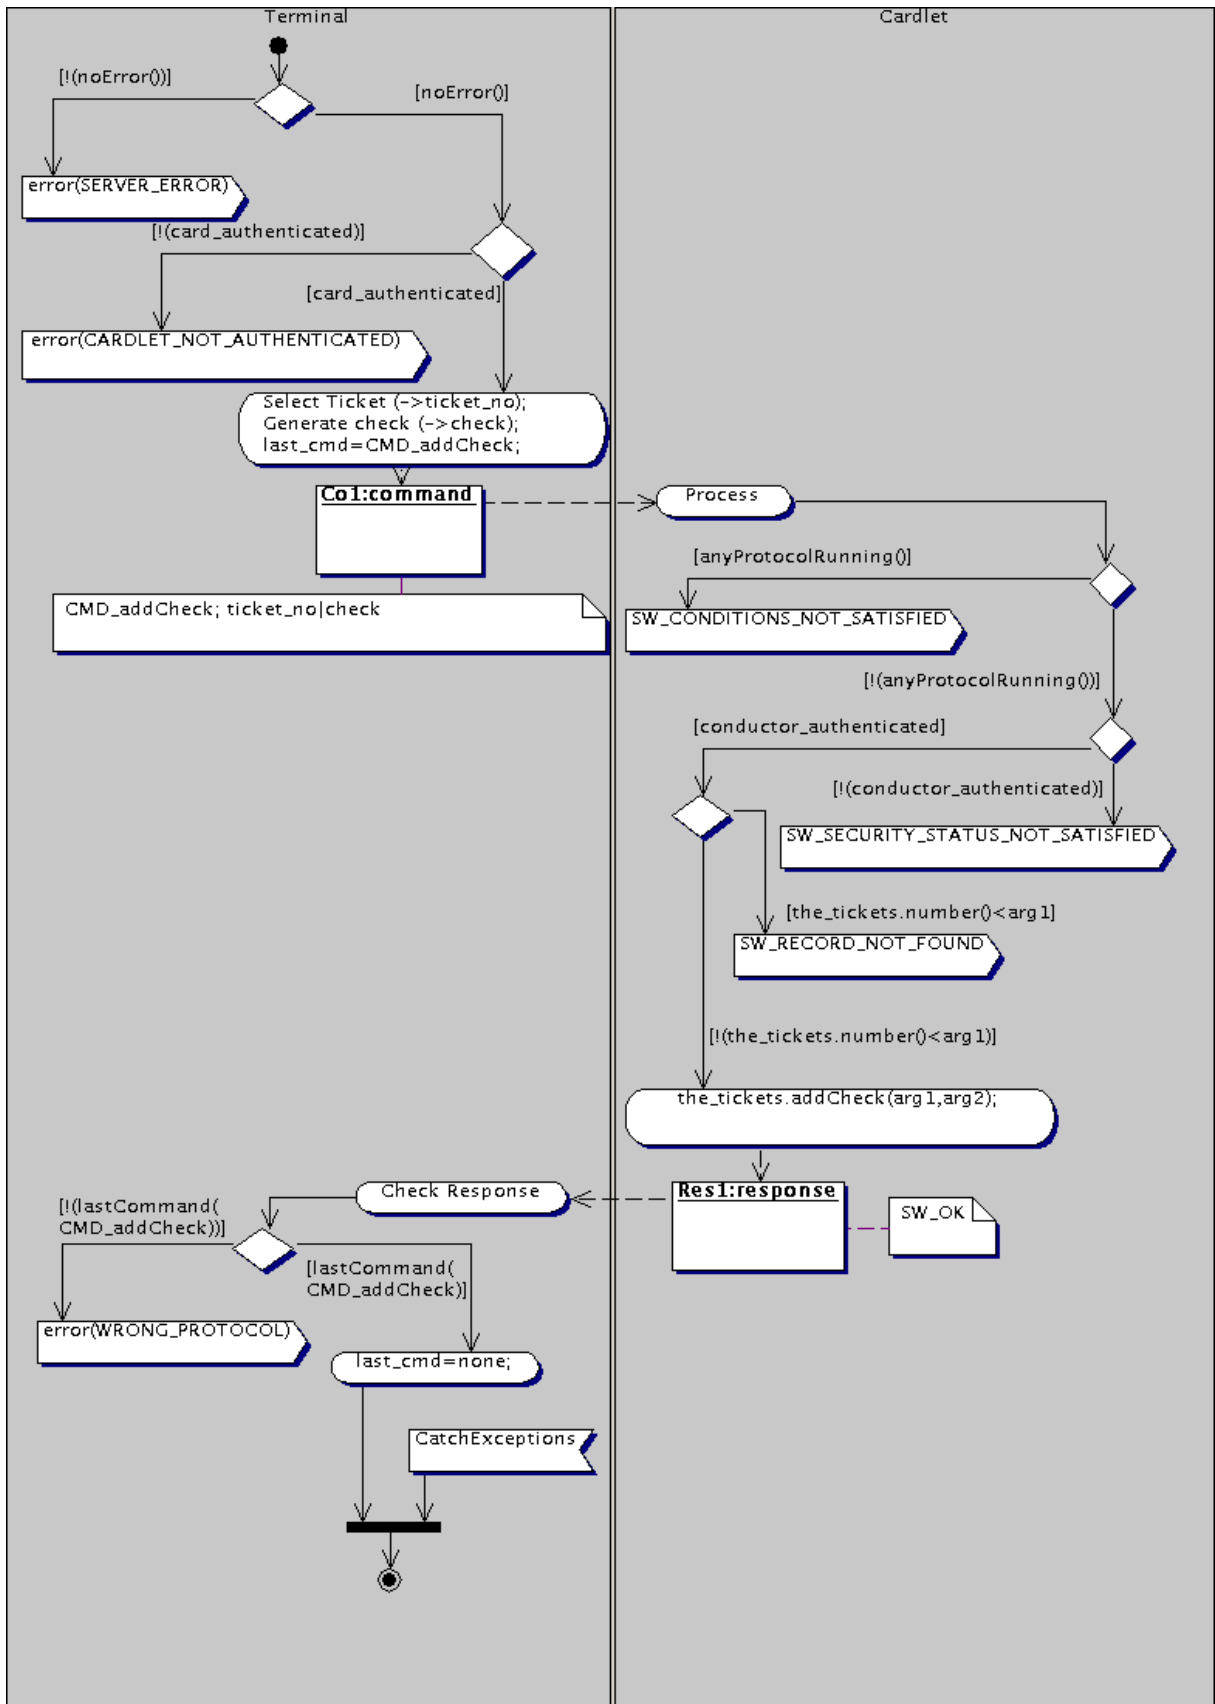 Terminal
Cardlet
[!(noError())]
[noError()]
error(SERVER_ERROR)
[!(card_authenticated)]
[card_authenticated]
error(CARDLET_NOT_AUTHENTICATED)
Select Ticket (->ticket_no);
Generate check (->check);
last_cmd=CMD_addCheck;
Co1:command
Process
[anyProtocolRunning()]
CMD_addCheck; ticket_no|check
SW_CONDITIONS_NOT_SATISFIED
[!(anyProtocolRunning())]
[conductor_authenticated]
[!(conductor_authenticated)]
SW_SECURITY_STATUS_NOT_SATISFIED
[the_tickets.number()<arg1]
SW_RECORD_NOT_FOUND
[!(the_tickets.number()<arg1)]
the_tickets.addCheck(arg1,arg2);
Check Response
Res1:response
SW_OK
[!(lastCommand(
CMD_addCheck))]
[lastCommand(
CMD_addCheck)]
error(WRONG_PROTOCOL)
last_cmd=none;
CatchExceptions